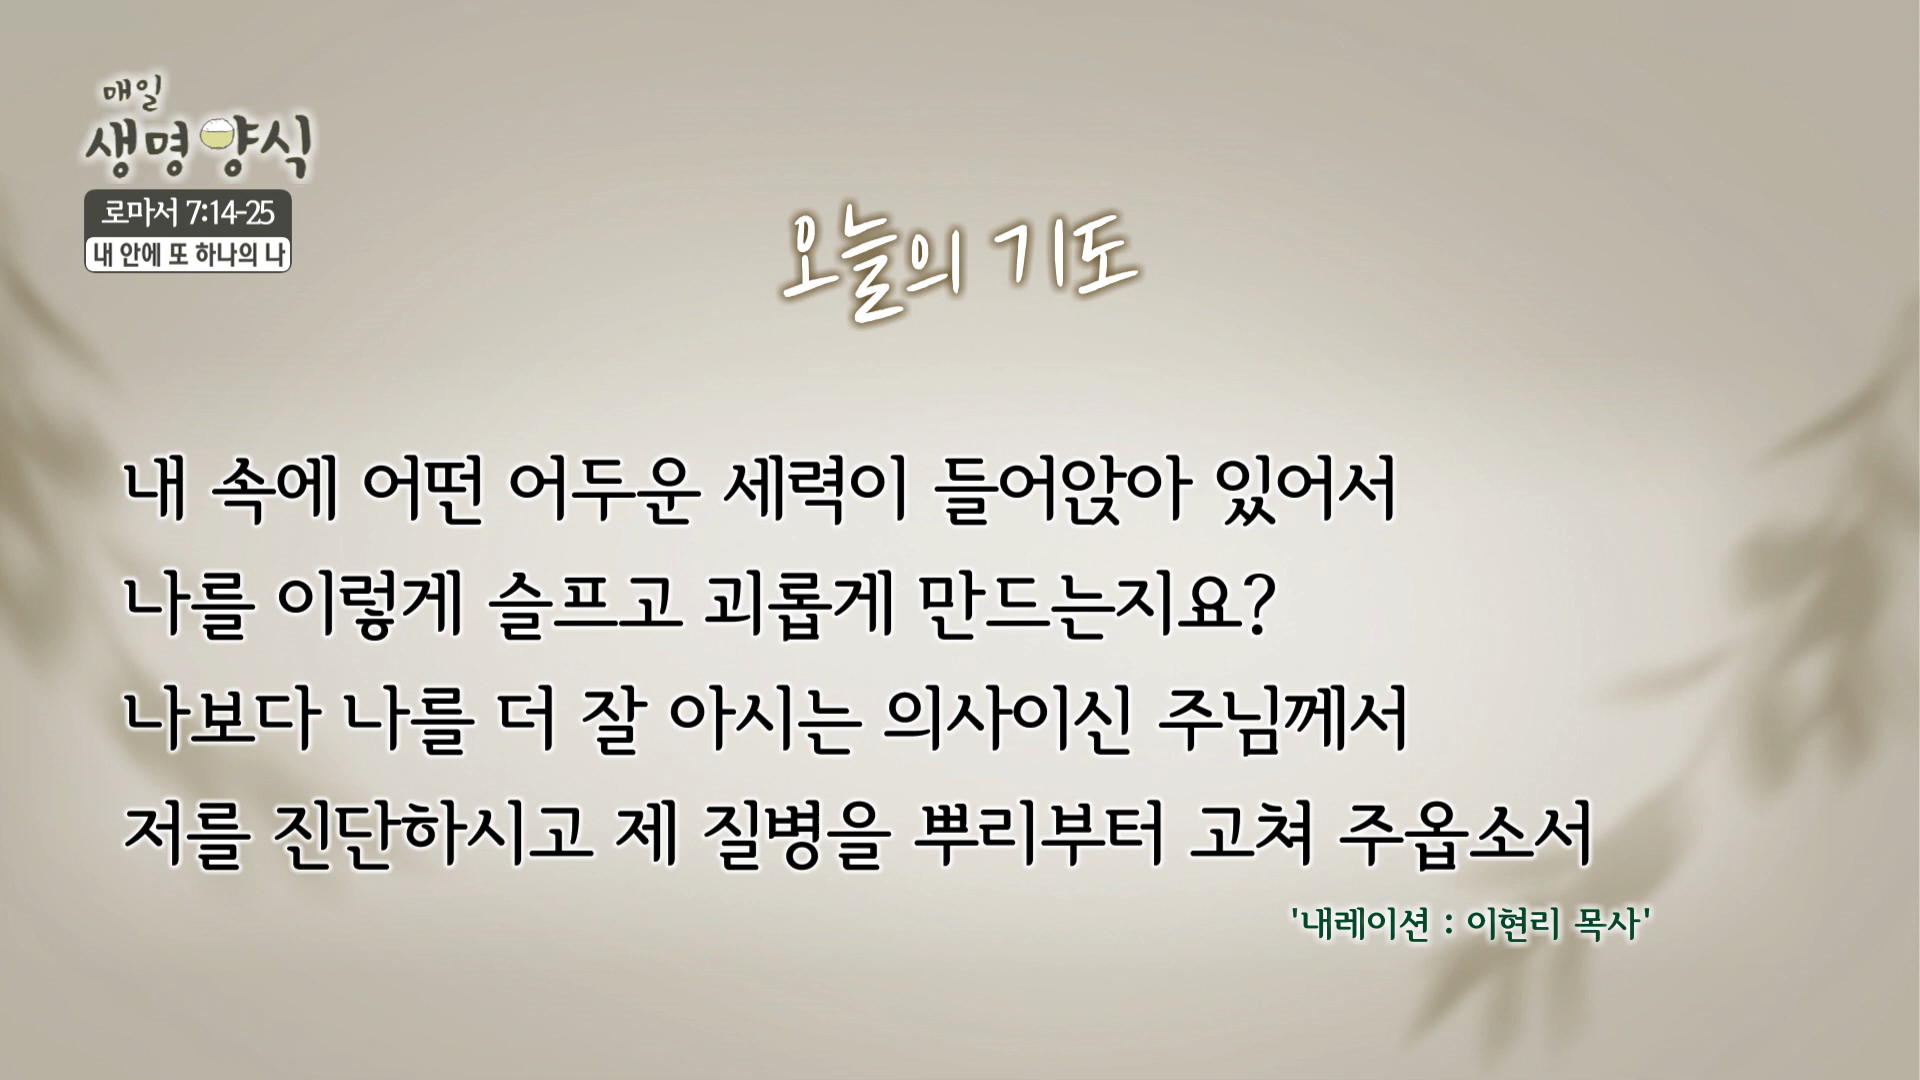 매일
생명양식
로마서 7:14-25
내 안에 또 하나의 나
오늘의 기도
내 속에 어떤 어두운 세력이 들어앉아 있어서
나를 이렇게 슬프고 괴롭게 만드는지요?
나보다 나를 더 잘 아시는 의사이신 주님께서
저를 진단하시고 제 질병을 뿌리부터 고쳐 주옵소서
'내레이션 : 이현리 목사'